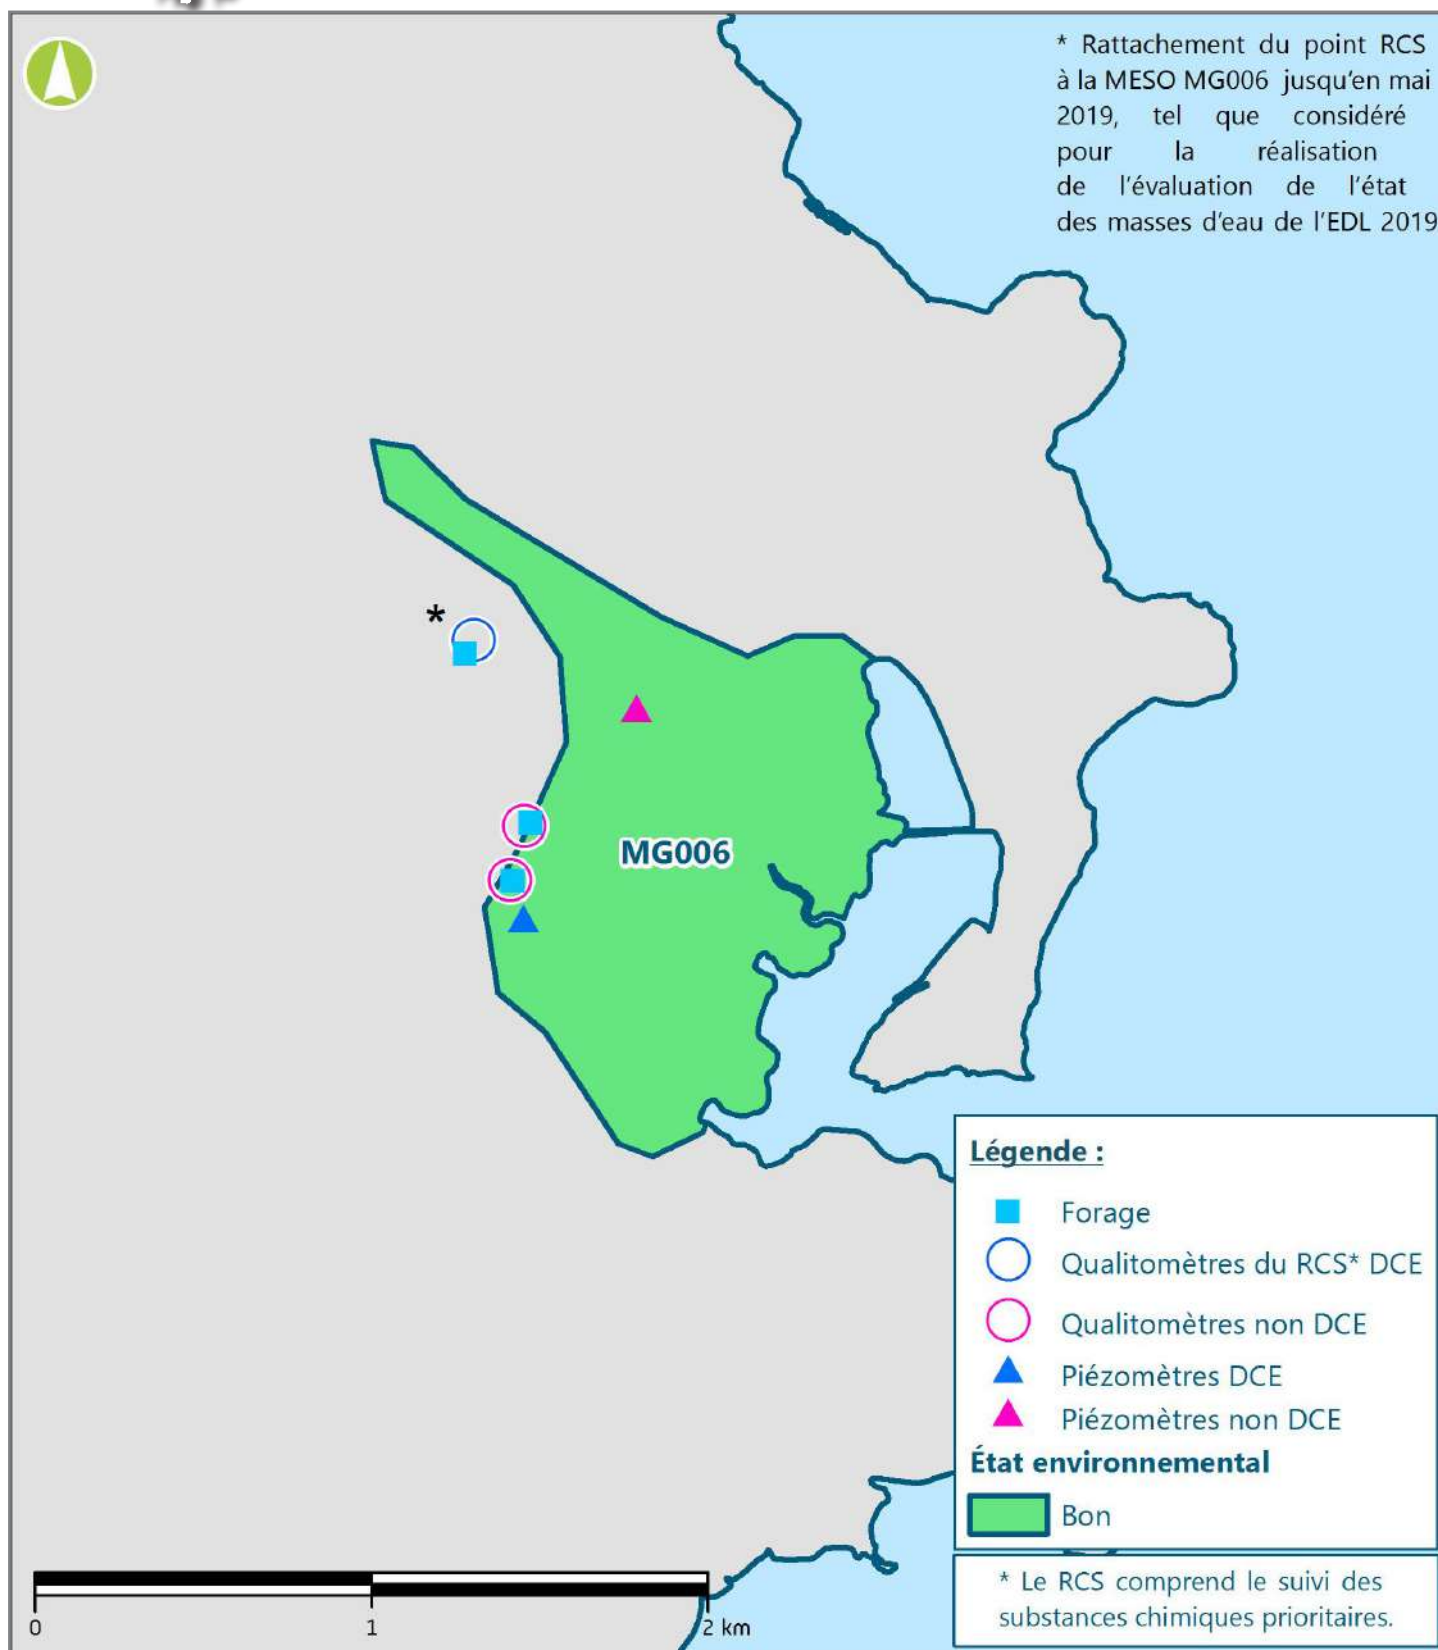 * Rattachement du point RCS
à la MESO MG006 jusqu'en mai
2019, tel que considéré
pour la réalisation
de l'évaluation de l'état
des masses d'eau de l'EDL 2019
*
MG006
Légende :
Forage
Qualitomètres du RCS* DCE
Qualitomètres non DCE
Piézomètres DCE
Piézomètres non DCE
État environnemental
Bon
* Le RCS comprend le suivi des
substances chimiques prioritaires.
0 1 2 km